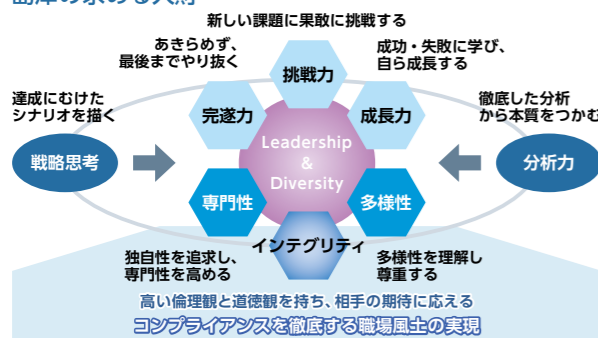 新しい課題に果敢に挑戦する
あきらめず、
最後までやり抜く
成功・失敗に学び、
自ら成長する
挑戦力
達成にむけた
シナリオを描く
完遂力
成長力
徹底した分析
から本質をつかむ
戦略思考
Leadership
&
Diversity
分析力
専門性
多様性
インテグリティ
独自性を追求し、
専門性を高める
多様性を理解し
尊重する
高い倫理観と道徳観を持ち、相手の期待に応える
コンプライアンスを徹底する職場風土の実現